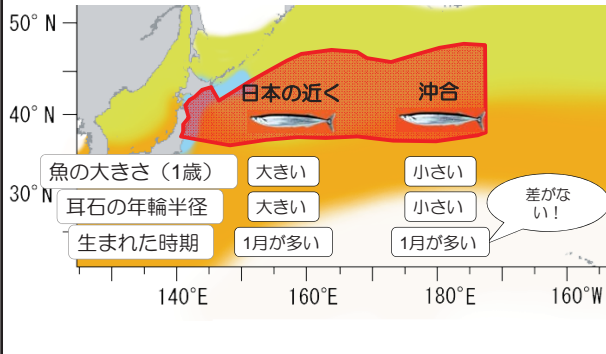 50° N
40° N
30° N
日本の近く
沖合
魚の大きさ（1歳）
大きい
小さい
耳石の年輪半径
大きい
小さい
差がな
い！
生まれた時期
1月が多い
1月が多い
140°E
160°E
180°E
160°W